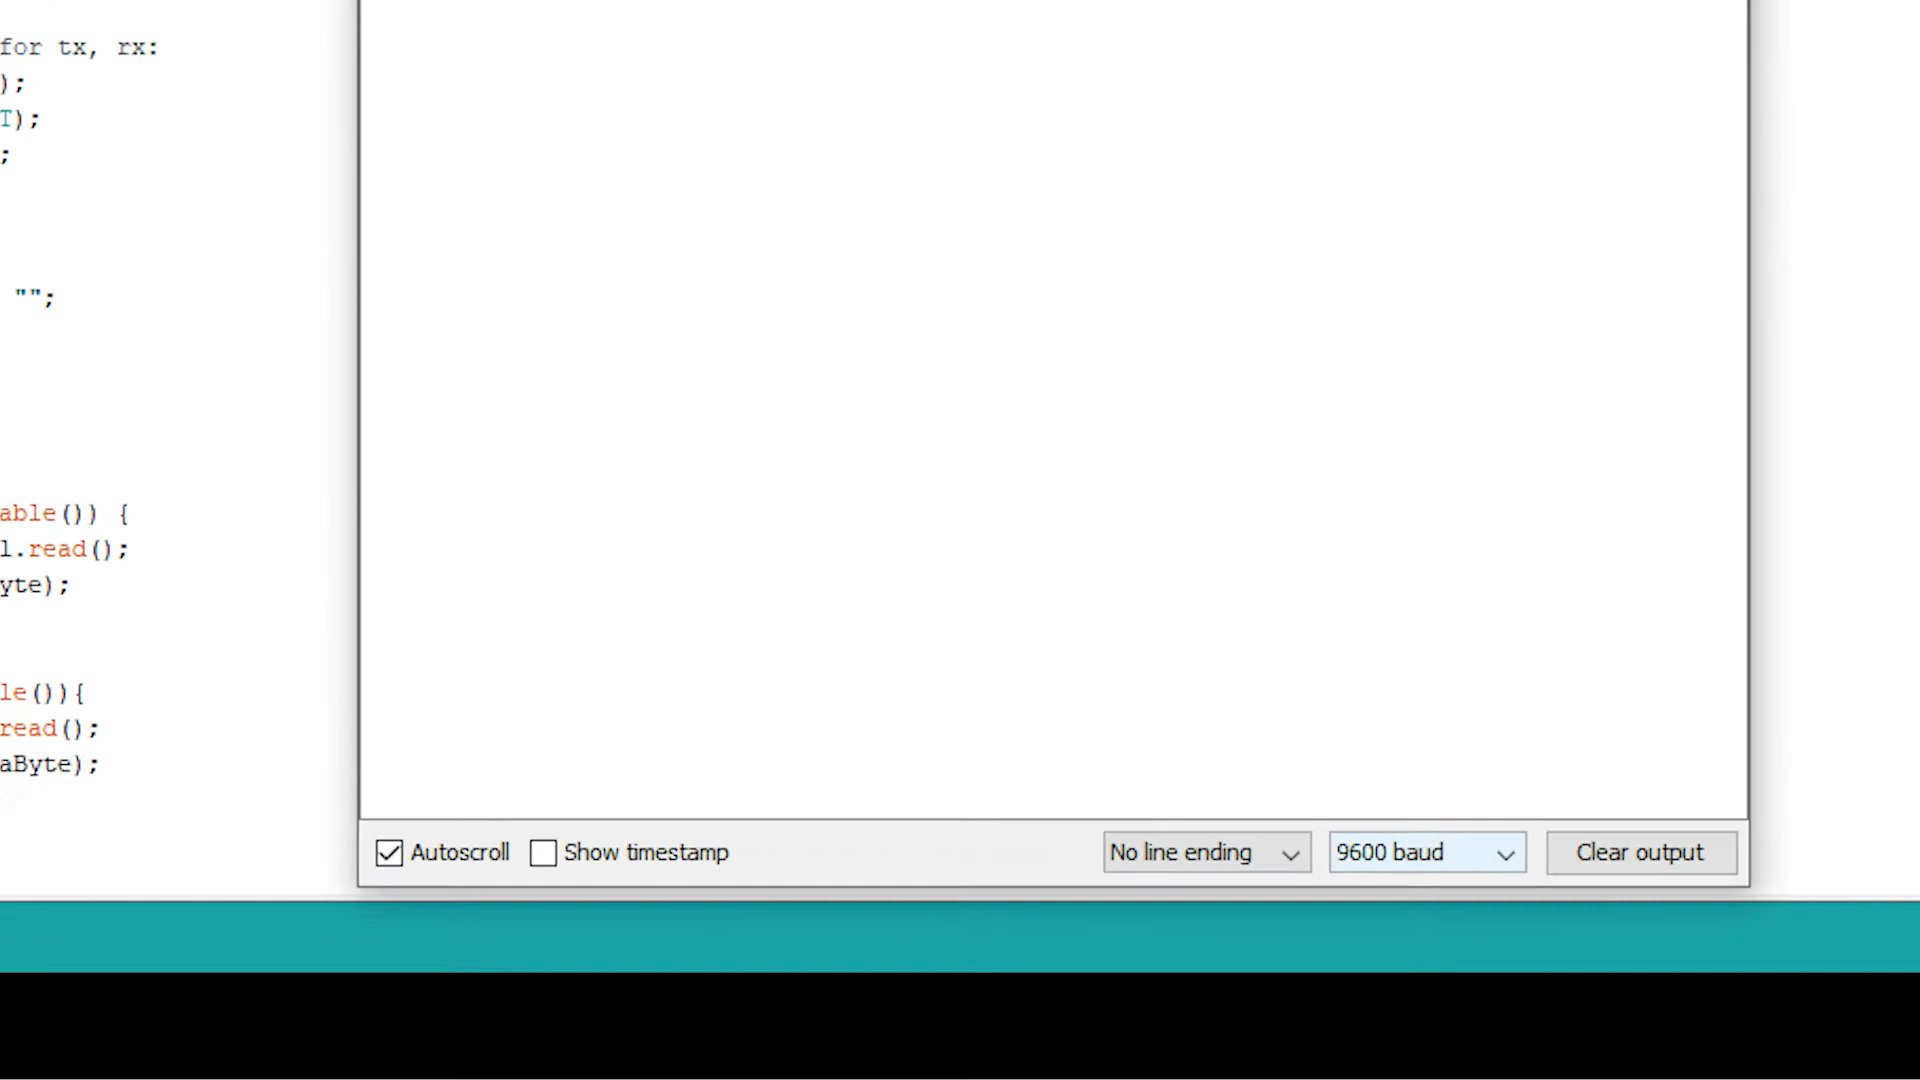 for tx, rx:
);
T);
;
"";
able()) {
l.read();
yte);
le()){
read();
aByte);
Autoscroll Show timestamp No line ending 9600 baud Clear output